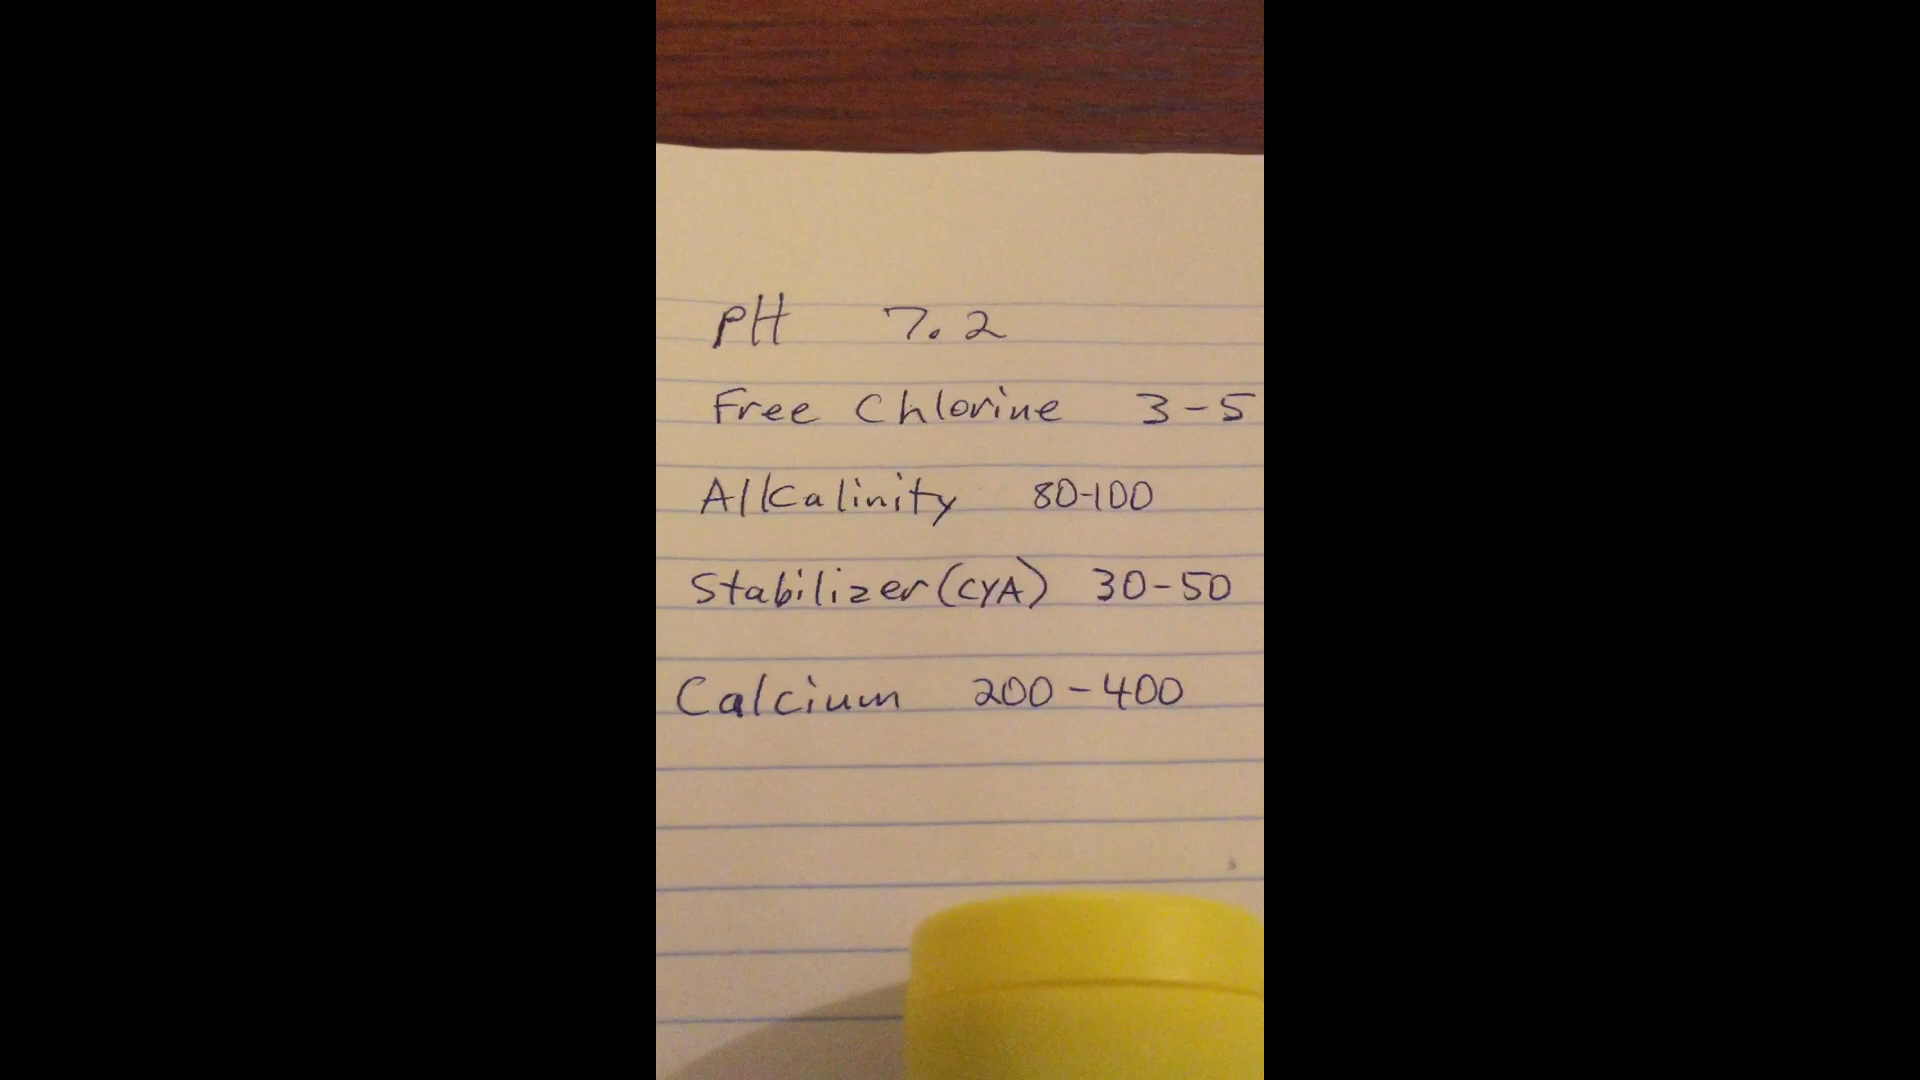 pH 7.2
Free Chlorine 3-5
Alkalinity 80-100
Stabilizer (CYA) 30-50
Calcium 200-400